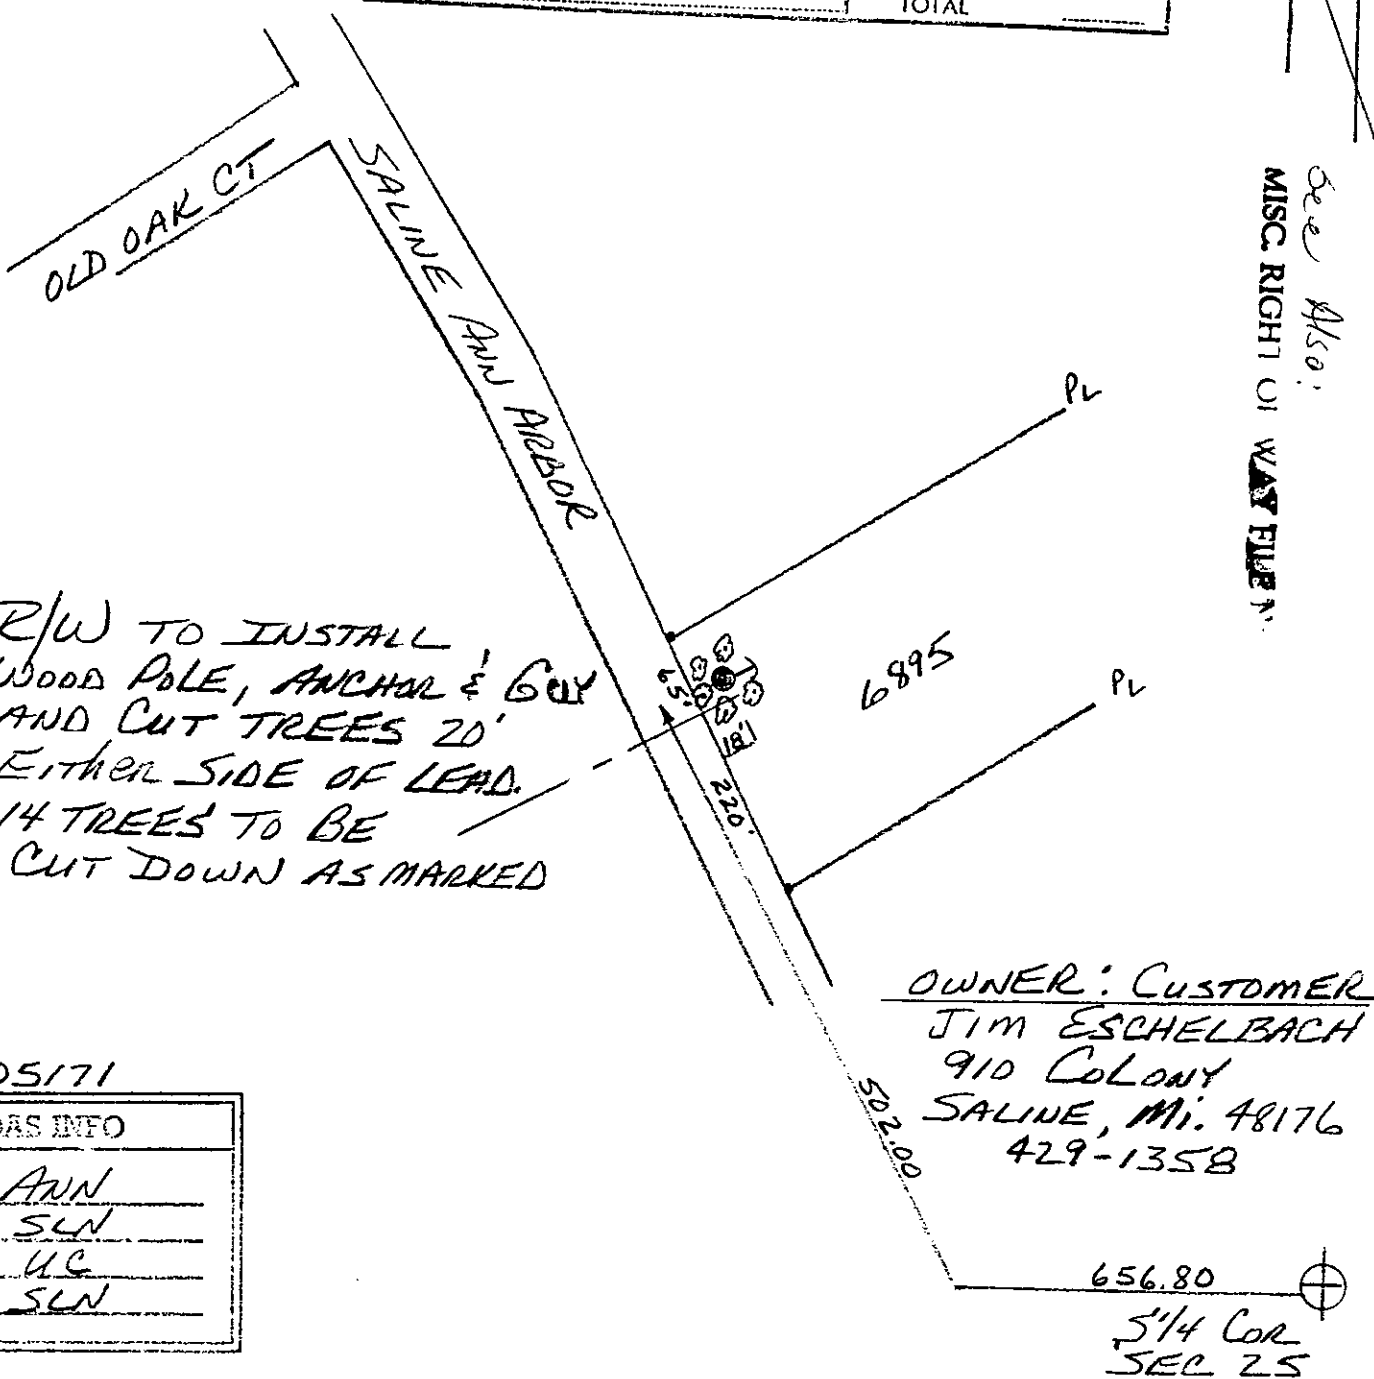 TOTAL
See Also:
MISC. RIGHT OF WAY FILE N
OLD OAK CT
SALINE ANN ARBOR
PL
R/W TO INSTALL
WOOD POLE, ANCHOR & GUY
AND CUT TREES 20'
EITHER SIDE OF LEAD.
14 TREES TO BE
CUT DOWN AS MARKED
65'
18'
220'
6895
PL
OWNER: CUSTOMER
JIM ESCHELBACH
910 COLONY
SALINE, Mi. 48176
429-1358
05171
DAS INFO
ANN
SLN
UC
SLN
502.00
656.80
S 1/4 COR
SEC 25